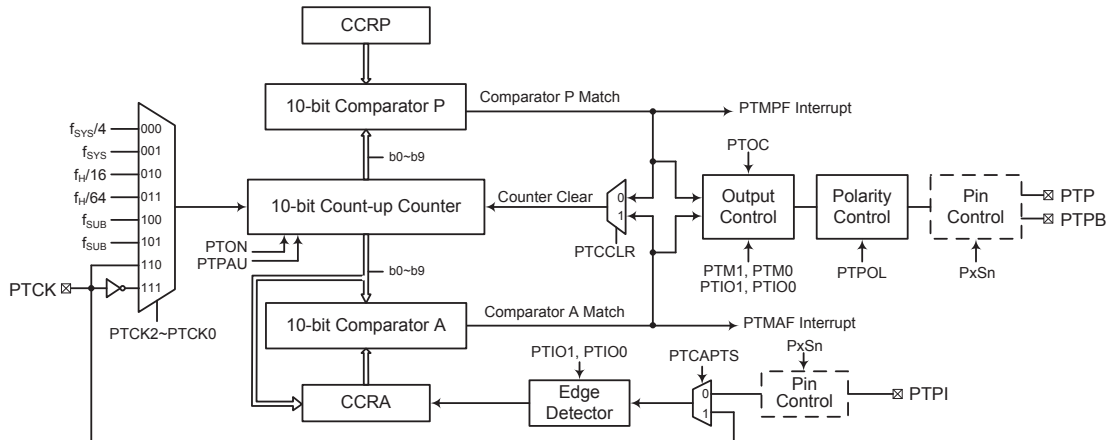 CCRP
10-bit Comparator P
Comparator P Match
PTMPF Interrupt
b0~b9
fSYS/4
000
fSYS
001
fH/16
010
fH/64
011
fSUB
100
fSUB
101
110
111
PTCK
PTCK2~PTCK0
10-bit Count-up Counter
PTON
PTPAU
Counter Clear
0
1
PTCCLR
PTOC
Output
Control
PTM1, PTM0
PTIO1, PTIO0
Polarity
Control
PTPOL
Pin
Control
PxSn
PTP
PTPB
b0~b9
10-bit Comparator A
Comparator A Match
PTMAF Interrupt
CCRA
PTIO1, PTIO0
Edge
Detector
PTCAPTS
0
1
PxSn
Pin
Control
PTPI